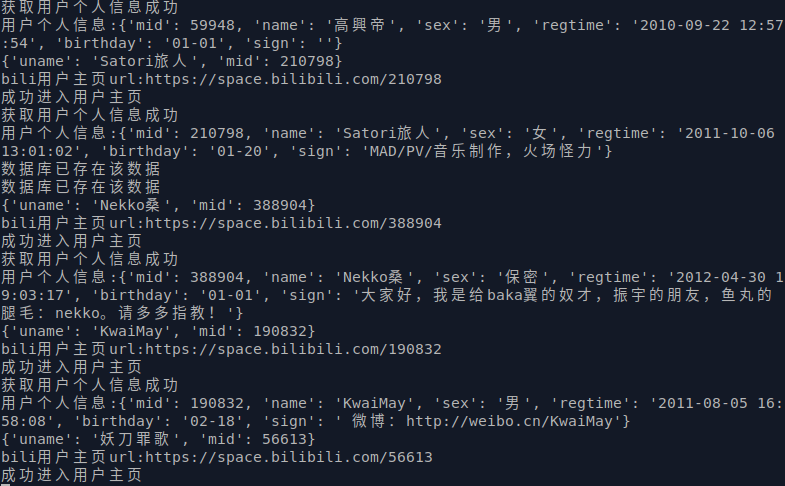 获取用户个人信息成功
用户个人信息:{'mid': 59948, 'name': '高興帝', 'sex': '男', 'regtime': '2010-09-22 12:57
:54', 'birthday': '01-01', 'sign': ''}
{'uname': 'Satori旅人', 'mid': 210798}
bili用户主页url:https://space.bilibili.com/210798
成功进入用户主页
获取用户个人信息成功
用户个人信息:{'mid': 210798, 'name': 'Satori旅人', 'sex': '女', 'regtime': '2011-10-06
13:01:02', 'birthday': '01-20', 'sign': 'MAD/PV/音乐制作，火场怪力'}
数据库已存在该数据
数据库已存在该数据
{'uname': 'Nekko桑', 'mid': 388904}
bili用户主页url:https://space.bilibili.com/388904
成功进入用户主页
获取用户个人信息成功
用户个人信息:{'mid': 388904, 'name': 'Nekko桑', 'sex': '保密', 'regtime': '2012-04-30 1
9:03:17', 'birthday': '01-01', 'sign': '大家好，我是给baka翼的奴才，振宇的朋友，鱼丸的
腿毛：nekko。请多多指教！'}
{'uname': 'KwaiMay', 'mid': 190832}
bili用户主页url:https://space.bilibili.com/190832
成功进入用户主页
获取用户个人信息成功
用户个人信息:{'mid': 190832, 'name': 'KwaiMay', 'sex': '男', 'regtime': '2011-08-05 16:
58:08', 'birthday': '02-18', 'sign': ' 微博：http://weibo.cn/KwaiMay'}
{'uname': '妖刀罪歌', 'mid': 56613}
bili用户主页url:https://space.bilibili.com/56613
成功进入用户主页